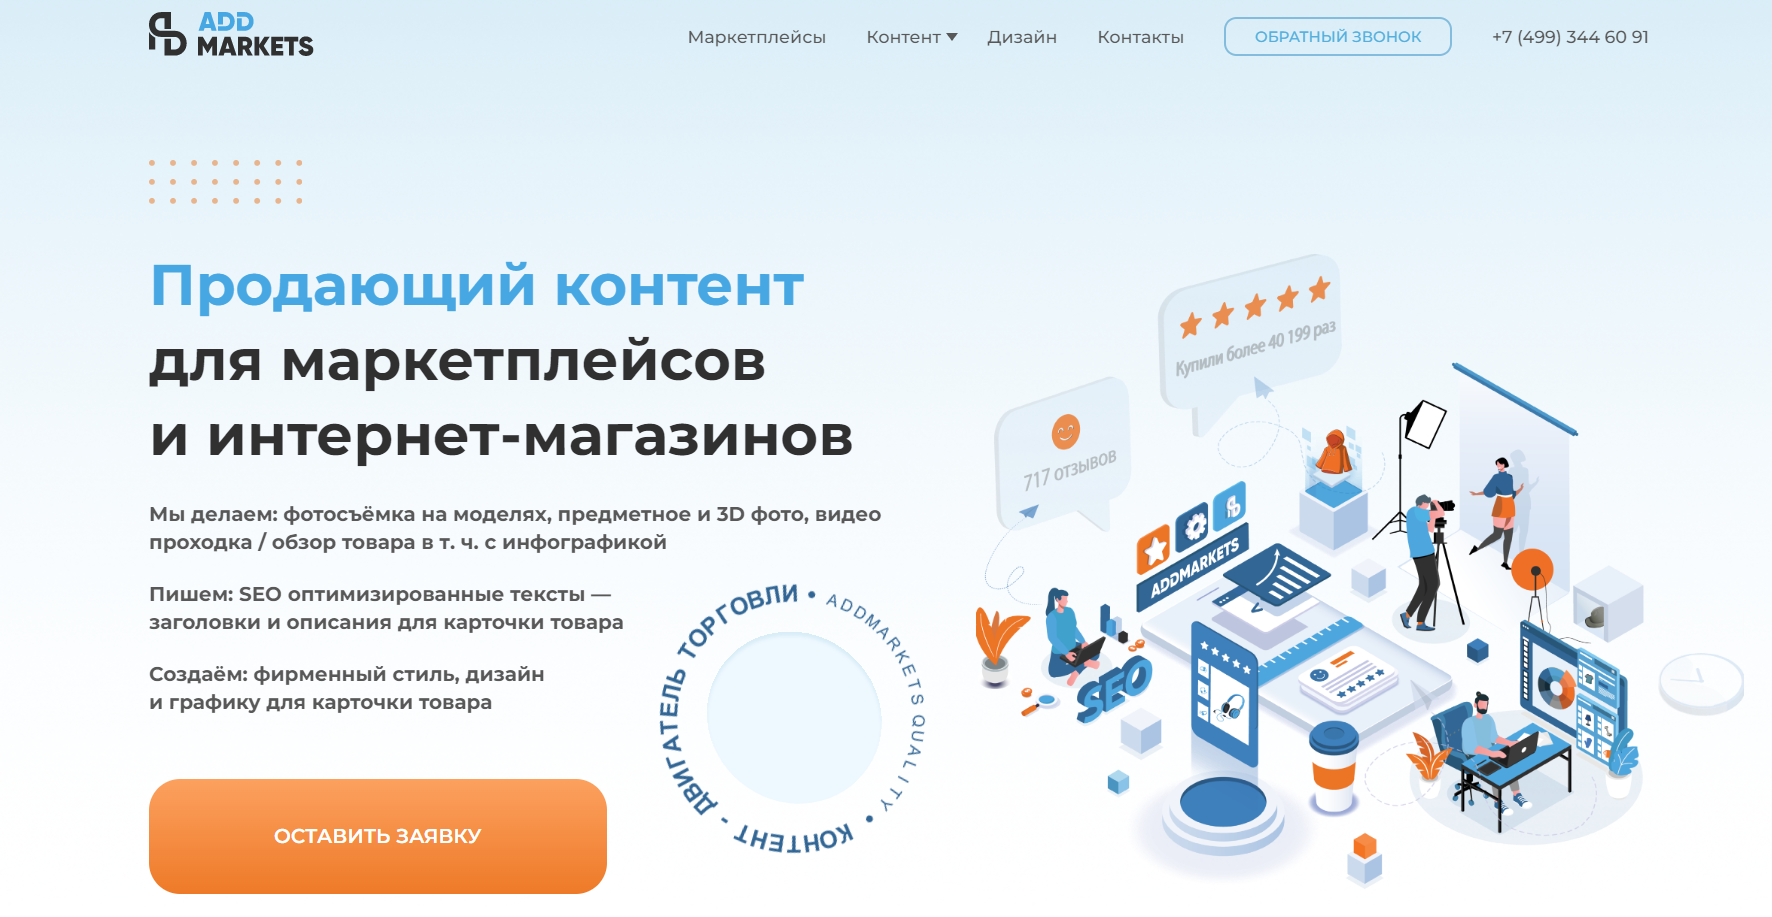 ADD
MARKETS
Маркетплейсы
Контент
Дизайн
Контакты
ОБРАТНЫЙ ЗВОНОК
+7 (499) 344 60 91
Продающий контент
для маркетплейсов
и интернет-магазинов
Мы делаем: фотосъёмка на моделях, предметное и 3D фото, видео
проходка / обзор товара в т. ч. с инфографикой
Пишем: SEO оптимизированные тексты —
заголовки и описания для карточки товара
Создаём: фирменный стиль, дизайн
и графику для карточки товара
ОСТАВИТЬ ЗАЯВКУ
КОНТЕНТ - ДВИГАТЕЛЬ ТОРГОВЛИ •
ADDMARKETS QUALITY •
Купили более 40 199 раз
717 отзывов
ADDMARKETS
SEO